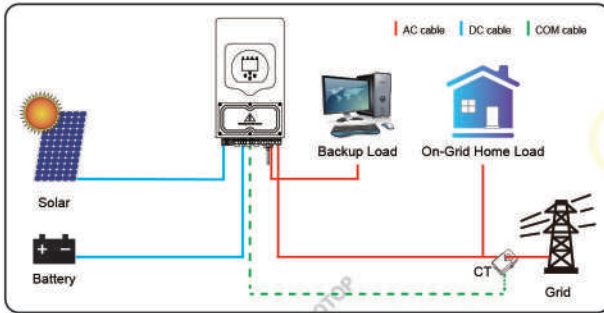 AC cable
DC cable
COM cable
Backup Load
On-Grid Home Load
Solar
Battery
CT
Grid